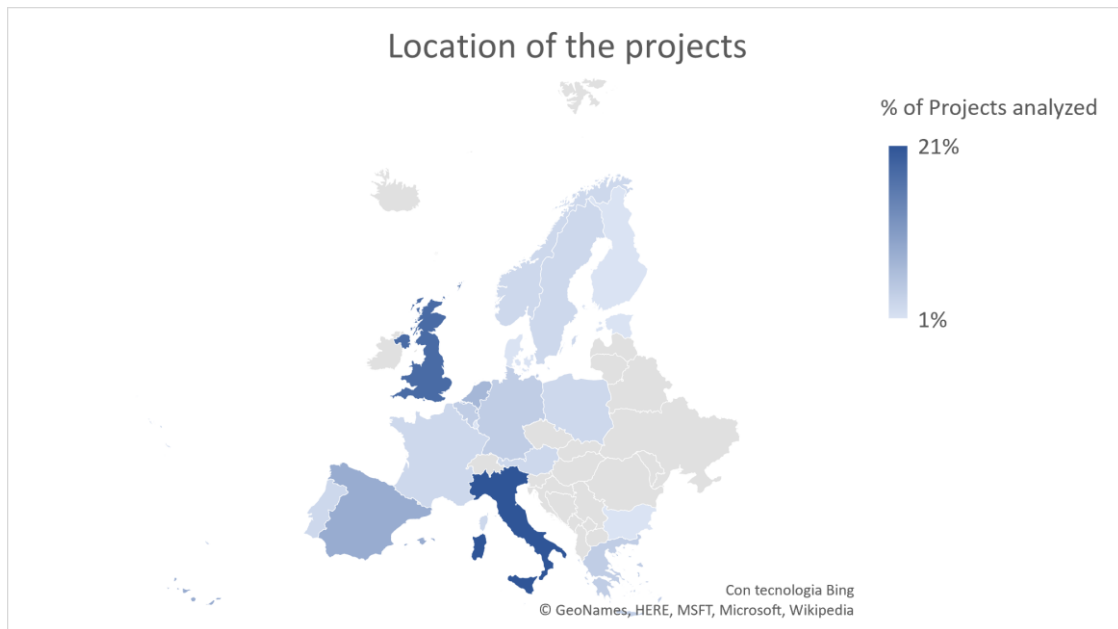 Location of the projects
% of Projects analyzed
21%
1%
Con tecnologia Bing
© GeoNames, HERE, MSFT, Microsoft, Wikipedia